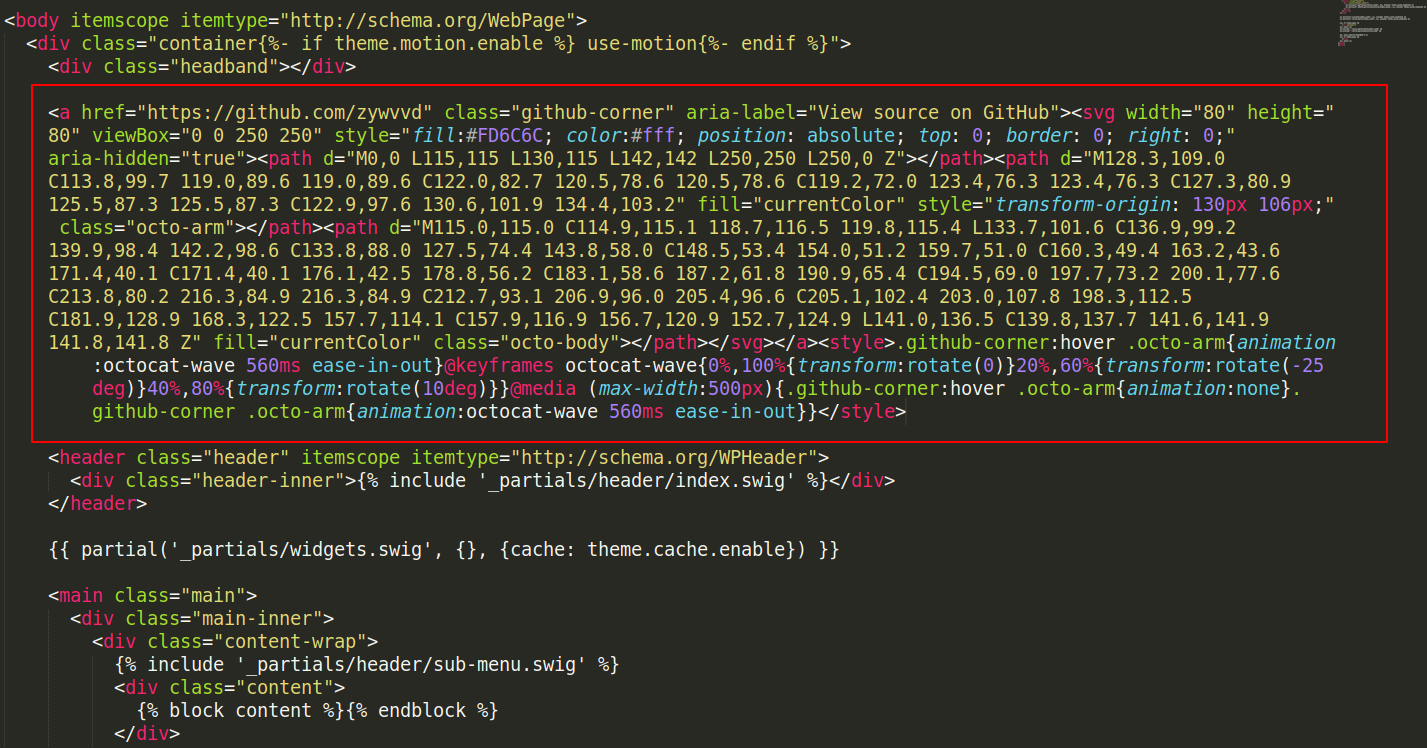 <body itemscope itemtype="http://schema.org/WebPage">
<div class="container{%- if theme.motion.enable %} use-motion{%- endif %}">
<div class="headband"></div>
<a href="https://github.com/zywvvd" class="github-corner" aria-label="View source on GitHub"><svg width="80" height="
80" viewBox="0 0 250 250" style="fill:#FD6C6C; color:#fff; position: absolute; top: 0; border: 0; right: 0;"
aria-hidden="true"><path d="M0,0 L115,115 L130,115 L142,142 L250,250 L250,0 Z"></path><path d="M128.3,109.0
C113.8,99.7 119.0,89.6 119.0,89.6 C122.0,82.7 120.5,78.6 120.5,78.6 C119.2,72.0 123.4,76.3 123.4,76.3 C127.3,80.9
125.5,87.3 125.5,87.3 C122.9,97.6 130.6,101.9 134.4,103.2" fill="currentColor" style="transform-origin: 130px 106px;"
class="octo-arm"></path><path d="M115.0,115.0 C114.9,115.1 118.7,116.5 119.8,115.4 L133.7,101.6 C136.9,99.2
139.9,98.4 142.2,98.6 C133.8,88.0 127.5,74.4 143.8,58.0 C148.5,53.4 154.0,51.2 159.7,51.0 C160.3,49.4 163.2,43.6
171.4,40.1 C171.4,40.1 176.1,42.5 178.8,56.2 C183.1,58.6 187.2,61.8 190.9,65.4 C194.5,69.0 197.7,73.2 200.1,77.6
C213.8,80.2 216.3,84.9 216.3,84.9 C212.7,93.1 206.9,96.0 205.4,96.6 C205.1,102.4 203.0,107.8 198.3,112.5
C181.9,128.9 168.3,122.5 157.7,114.1 C157.9,116.9 156.7,120.9 152.7,124.9 L141.0,136.5 C139.8,137.7 141.6,141.9
141.8,141.8 Z" fill="currentColor" class="octo-body"></path></svg></a><style>.github-corner:hover .octo-arm{animation
:octocat-wave 560ms ease-in-out}@keyframes octocat-wave{0%,100%{transform:rotate(0)}20%,60%{transform:rotate(-25
deg)}40%,80%{transform:rotate(10deg)}}@media (max-width:500px){.github-corner:hover .octo-arm{animation:none}.
github-corner .octo-arm{animation:octocat-wave 560ms ease-in-out}}</style>
<header class="header" itemscope itemtype="http://schema.org/WPHeader">
<div class="header-inner">{% include '_partials/header/index.swig' %}</div>
</header>
{{ partial('_partials/widgets.swig', {}, {cache: theme.cache.enable}) }}
<main class="main">
<div class="main-inner">
<div class="content-wrap">
{% include '_partials/header/sub-menu.swig' %}
<div class="content">
{% block content %}{% endblock %}
</div>